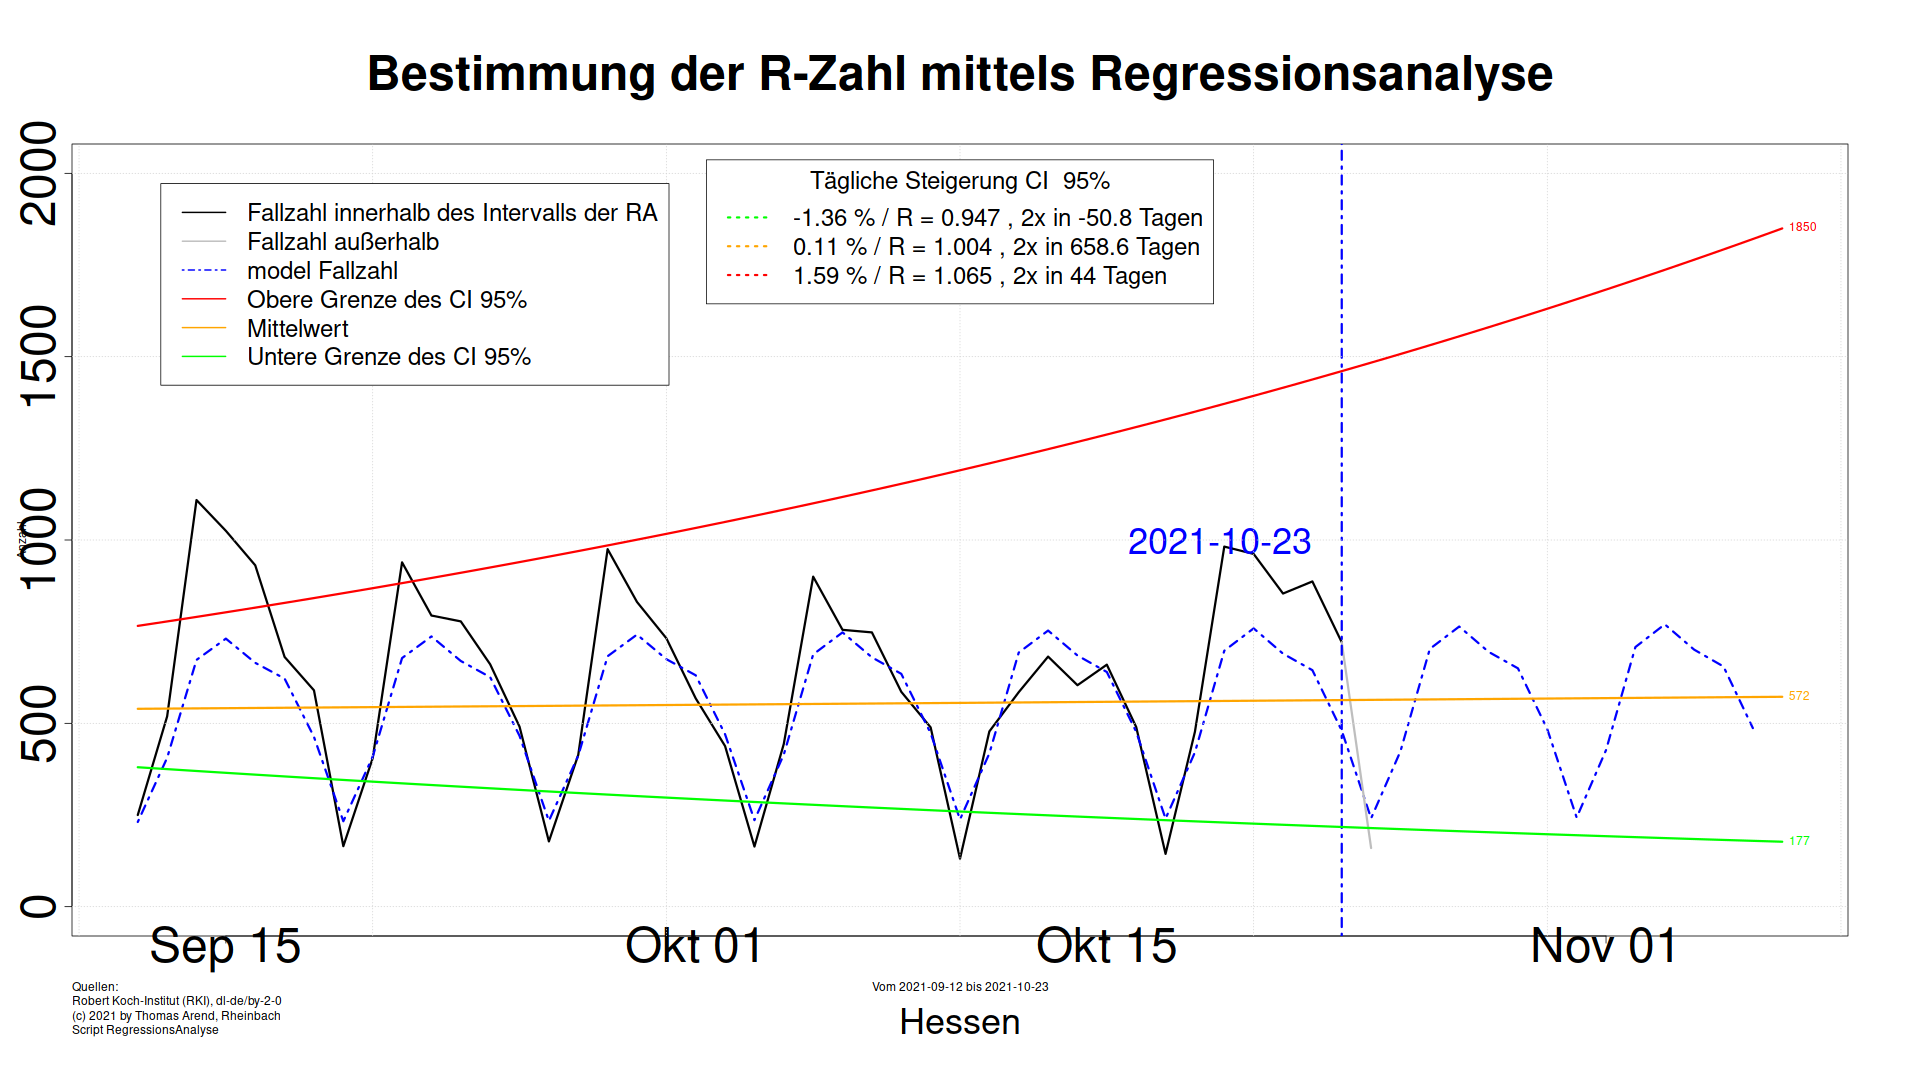 Bestimmung der R-Zahl mittels Regressionsanalyse
Anzahl
2000
1500
1000
500
0
Fallzahl innerhalb des Intervalls der RA
Fallzahl außerhalb
model Fallzahl
Obere Grenze des CI 95%
Mittelwert
Untere Grenze des CI 95%
Tägliche Steigerung CI 95%
-1.36 % / R = 0.947 , 2x in -50.8 Tagen
0.11 % / R = 1.004 , 2x in 658.6 Tagen
1.59 % / R = 1.065 , 2x in 44 Tagen
1850
2021-10-23
572
177
Sep 15
Okt 01
Okt 15
Nov 01
Quellen:
Robert Koch-Institut (RKI), dl-de/by-2-0
(c) 2021 by Thomas Arend, Rheinbach
Script RegressionsAnalyse
Vom 2021-09-12 bis 2021-10-23
Hessen